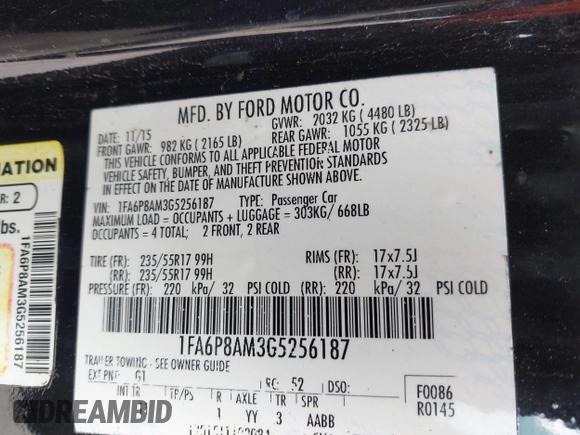 MFD. BY FORD MOTOR CO.
DATE: 11/15 GVWR: 2032 KG ( 4480 LB)
FRONT GAWR: 982 KG ( 2165 LB) REAR GAWR: 1055 KG ( 2325 LB)
THIS VEHICLE CONFORMS TO ALL APPLICABLE FEDERAL MOTOR
VEHICLE SAFETY, BUMPER, AND THEFT PREVENTION STANDARDS
IN EFFECT ON THE DATE OF MANUFACTURE SHOWN ABOVE.
VIN: 1FA6P8AM3G5256187 TYPE: Passenger Car
MAXIMUM LOAD = OCCUPANTS + LUGGAGE = 303KG/ 668LB
OCCUPANTS = 4 TOTAL; 2 FRONT, 2 REAR
TIRE (FR): 235/55R17 99H RIMS (FR): 17x7.5J
(RR): 235/55R17 99H (RR): 17x7.5J
PRESSURE (FR): 220 kPa/ 32 PSI COLD (RR): 220 kPa/ 32 PSI COLD
1FA6P8AM3G5256187
TRAILER TOWING - SEE OWNER GUIDE
EXT PNT: G1 RC: 52 DSO:
INT TR TP/PS R AXLE TR SPR F0086
1 YY 3 AABB R0145
R: 2
lbs.
1FA6P8AM3G5256187
DREAMBID